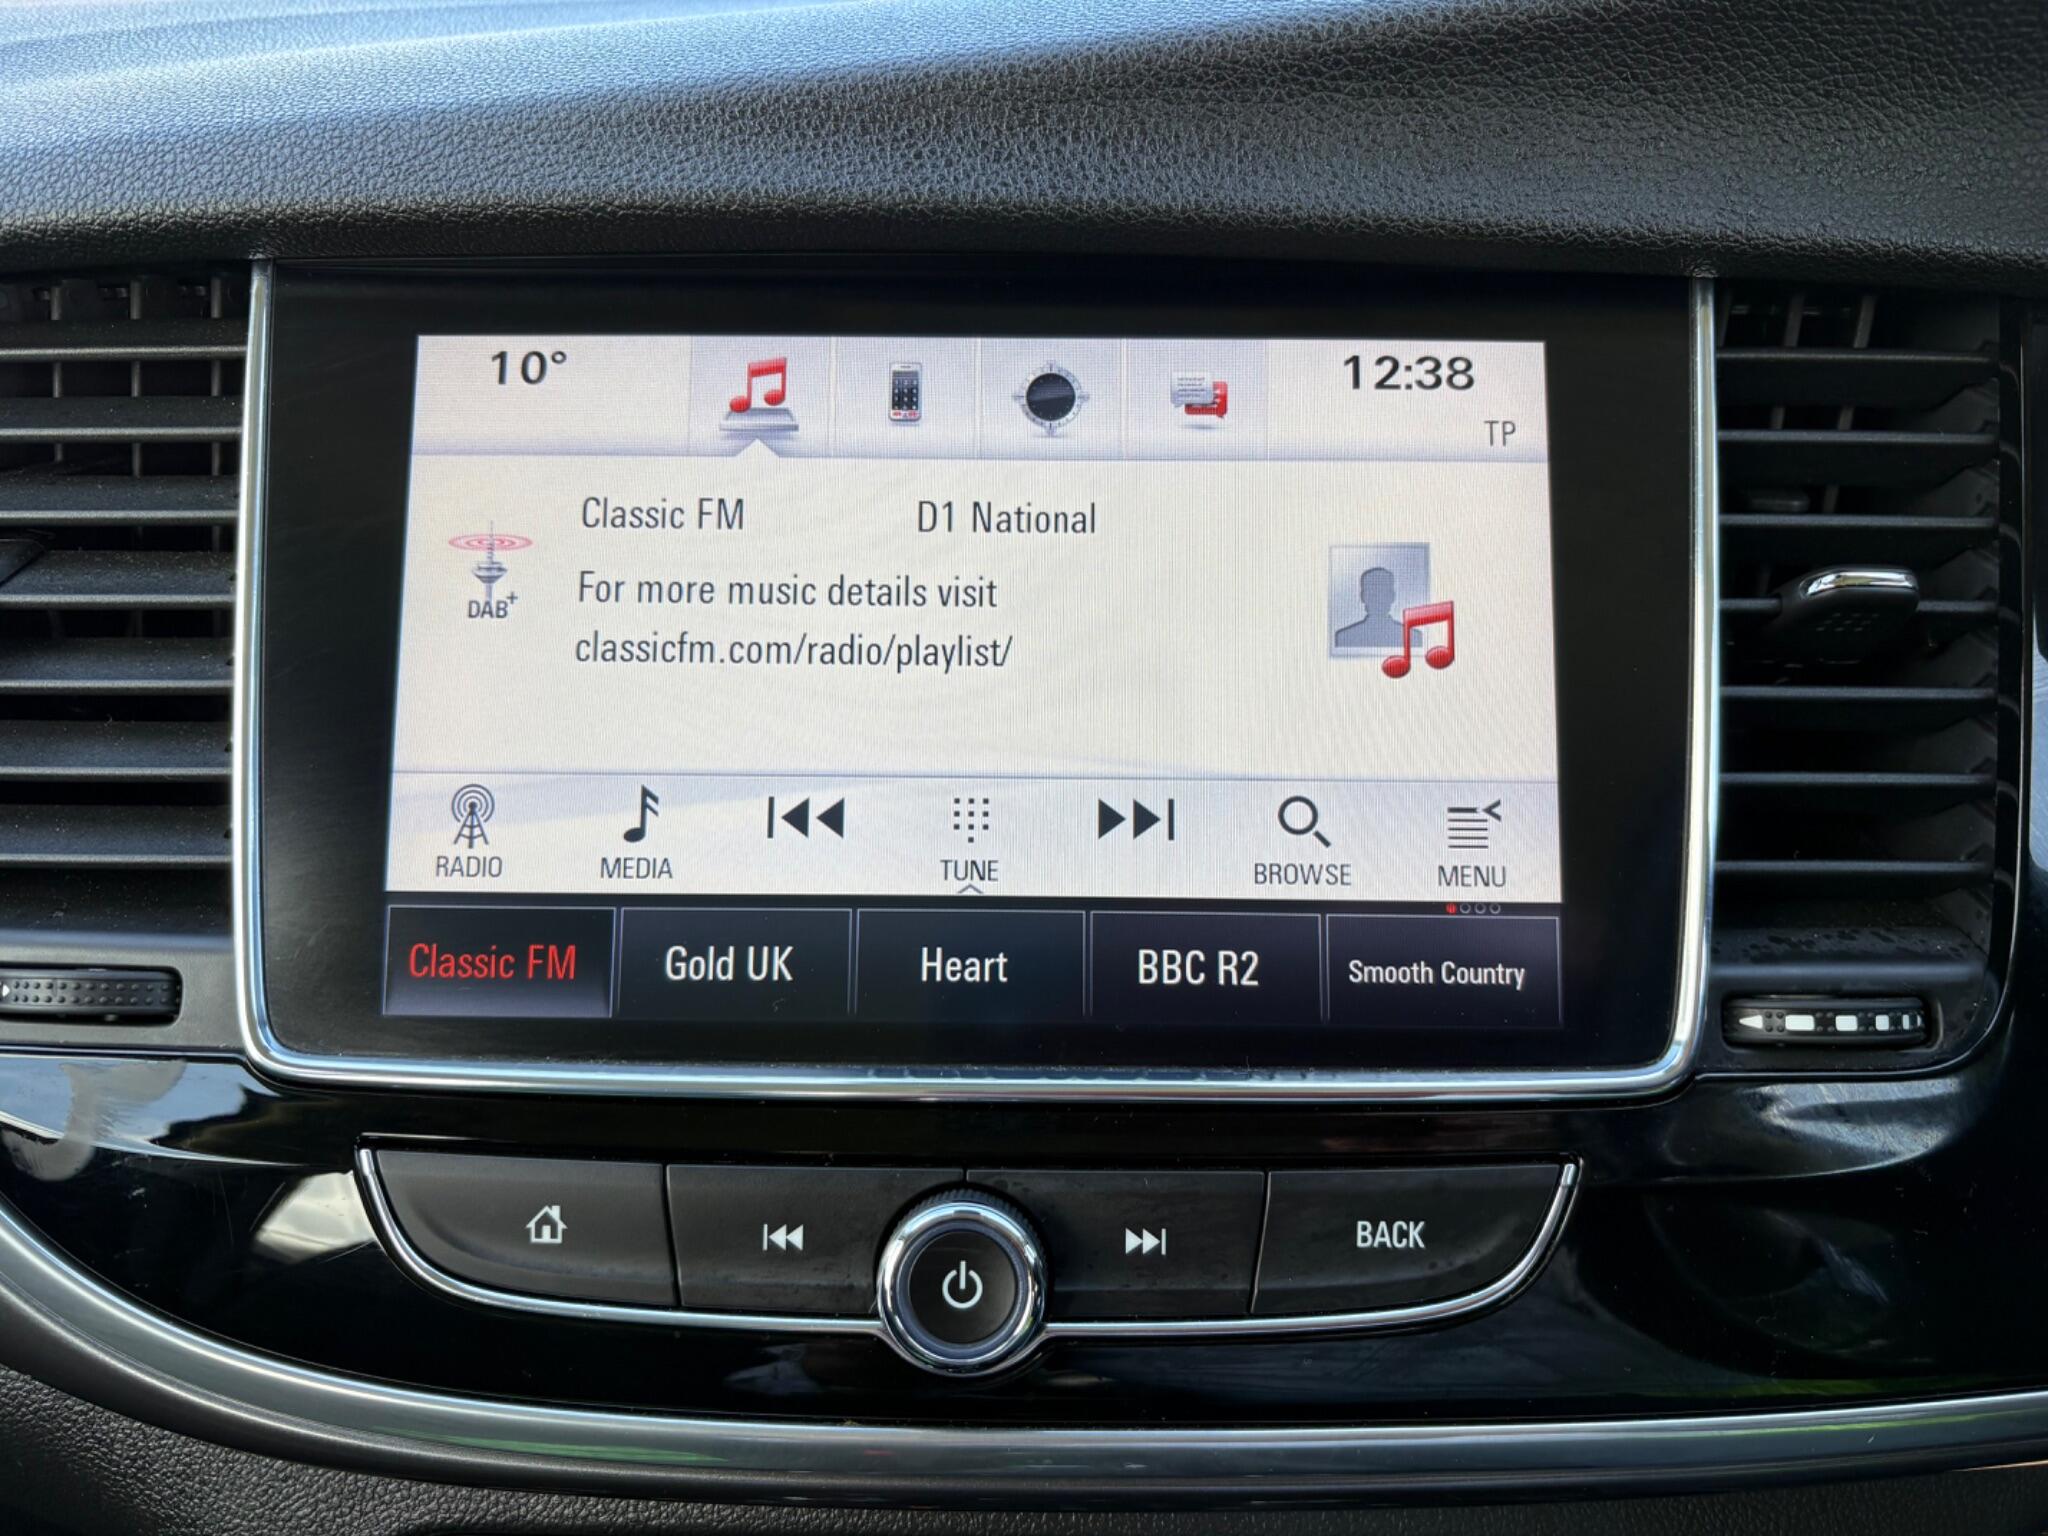 10° 12:38
TP
Classic FM D1 National
For more music details visit
classicfm.com/radio/playlist/
DAB+
RADIO MEDIA TUNE BROWSE MENU
Classic FM Gold UK Heart BBC R2 Smooth Country
BACK